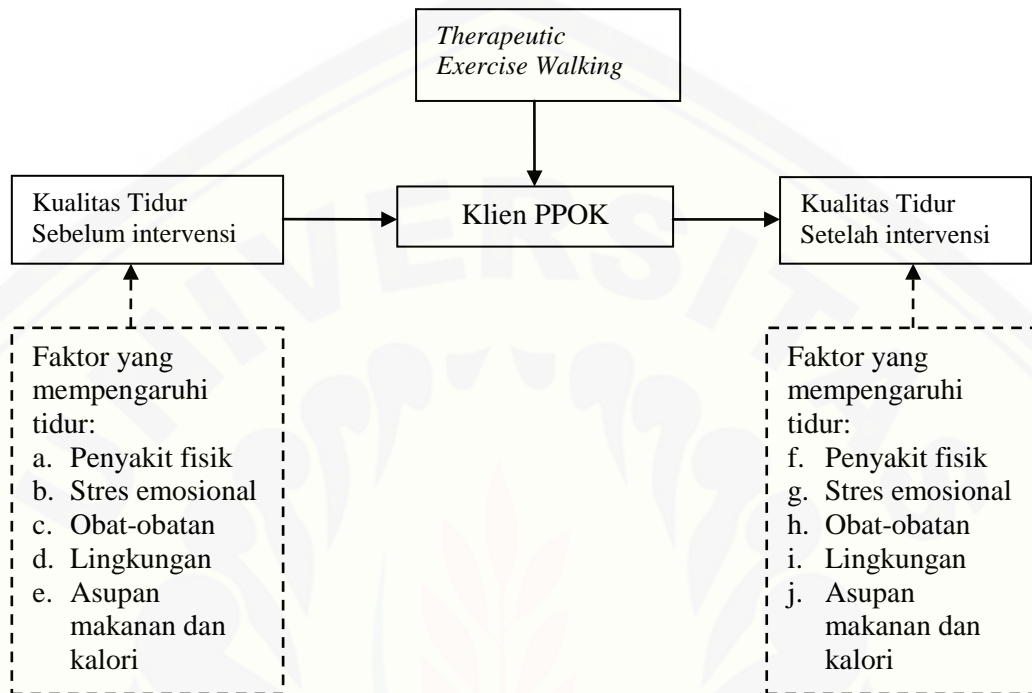 Therapeutic
Exercise Walking
Kualitas Tidur
Sebelum intervensi
Klien PPOK
Kualitas Tidur
Setelah intervensi
Faktor yang
mempengaruhi
tidur:
a. Penyakit fisik
b. Stres emosional
c. Obat-obatan
d. Lingkungan
e. Asupan
makanan dan
kalori
Faktor yang
mempengaruhi
tidur:
f. Penyakit fisik
g. Stres emosional
h. Obat-obatan
i. Lingkungan
j. Asupan
makanan dan
kalori
UNIVERSITAS